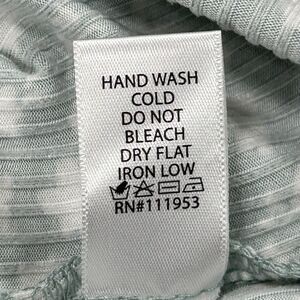 HAND WASH
COLD
DO NOT
BLEACH
DRY FLAT
IRON LOW
RN#111953